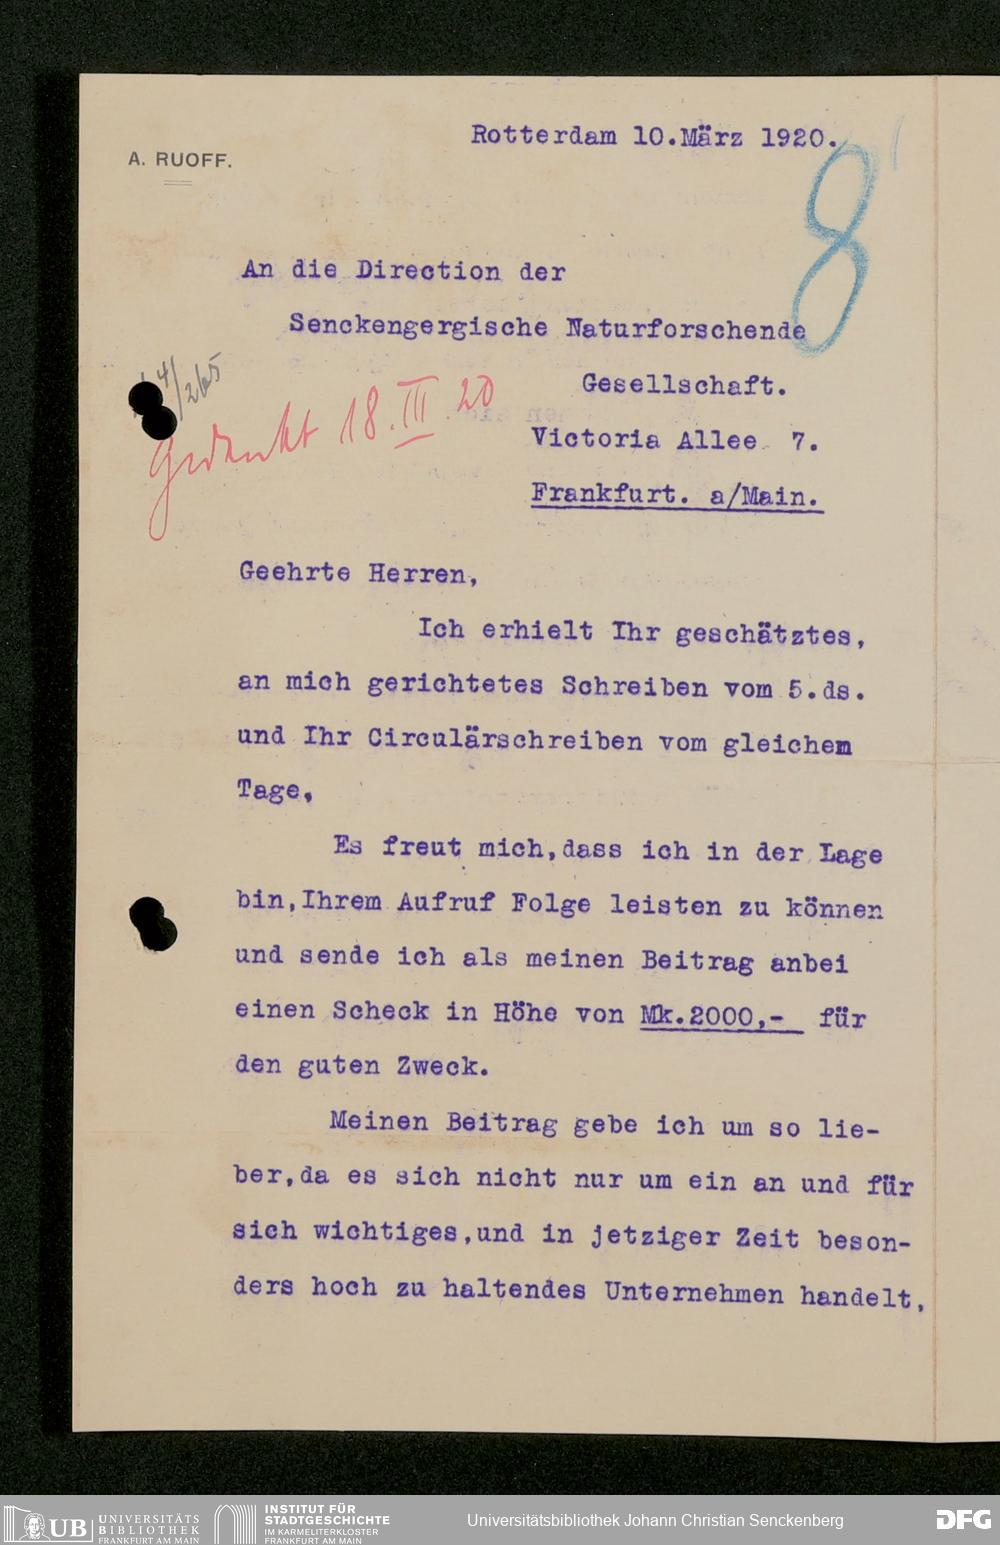 Rotterdam 10.März 1920.
A. RUOFF.
8
An die Direction der
Senckengergische Naturforschende
Gesellschaft.
4/265
Gedankt 18. III 20
Victoria Allee 7.
Frankfurt. a/Main.
Geehrte Herren,
Ich erhielt Ihr geschätztes,
an mich gerichtetes Schreiben vom 5.ds.
und Ihr Circulärschreiben vom gleichem
Tage.
Es freut mich,dass ich in der Lage
bin,Ihrem Aufruf Folge leisten zu können
und sende ich als meinen Beitrag anbei
einen Scheck in Höhe von Mk.2000,- für
den guten Zweck.
Meinen Beitrag gebe ich um so lie-
ber,da es sich nicht nur um ein an und für
sich wichtiges,und in jetziger Zeit beson-
ders hoch zu haltendes Unternehmen handelt,
UB UNIVERSITÄTS
BIBLIOTHEK
FRANKFURT AM MAIN
INSTITUT FÜR
STADTGESCHICHTE
IM KARMELITERKLOSTER
FRANKFURT AM MAIN
Universitätsbibliothek Johann Christian Senckenberg
DFG